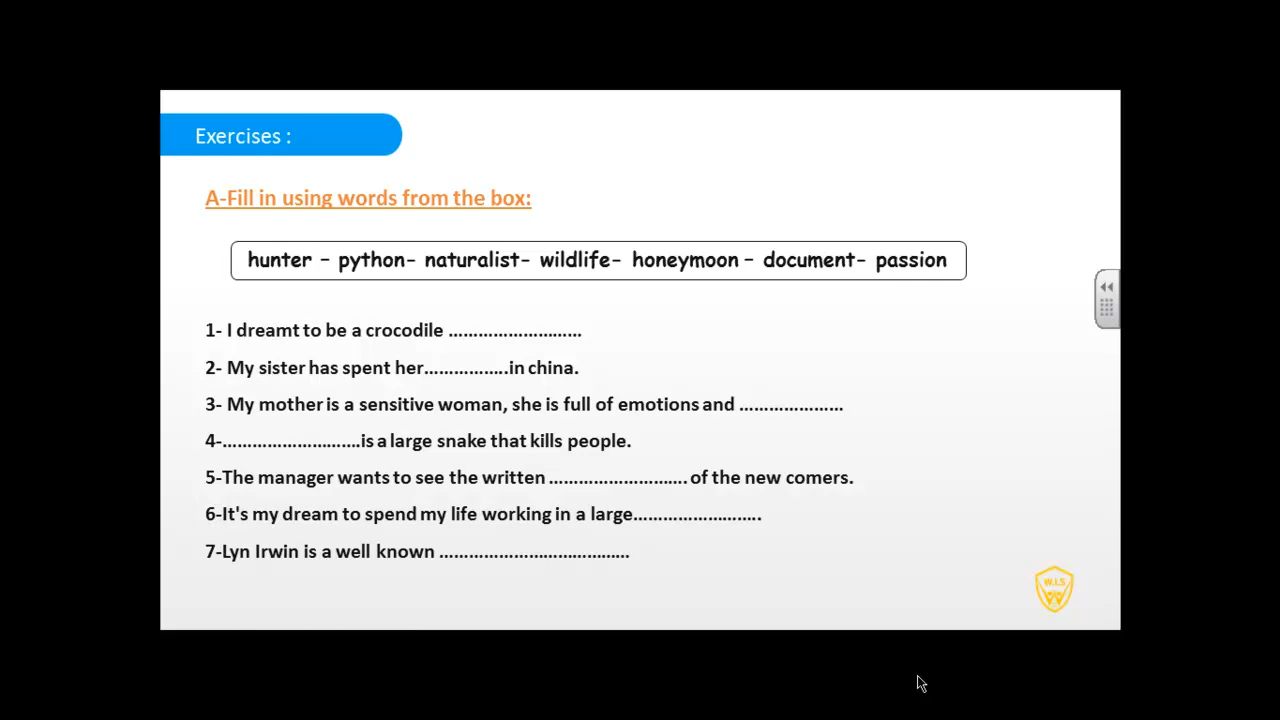 Exercises :
A-Fill in using words from the box:
hunter - python- naturalist- wildlife- honeymoon - document- passion
1- I dreamt to be a crocodile ...........................
2- My sister has spent her.................in china.
3- My mother is a sensitive woman, she is full of emotions and .....................
4-............................is a large snake that kills people.
5-The manager wants to see the written ............................ of the new comers.
6-It's my dream to spend my life working in a large..........................
7-Lyn Irwin is a well known ......................................
W.I.S